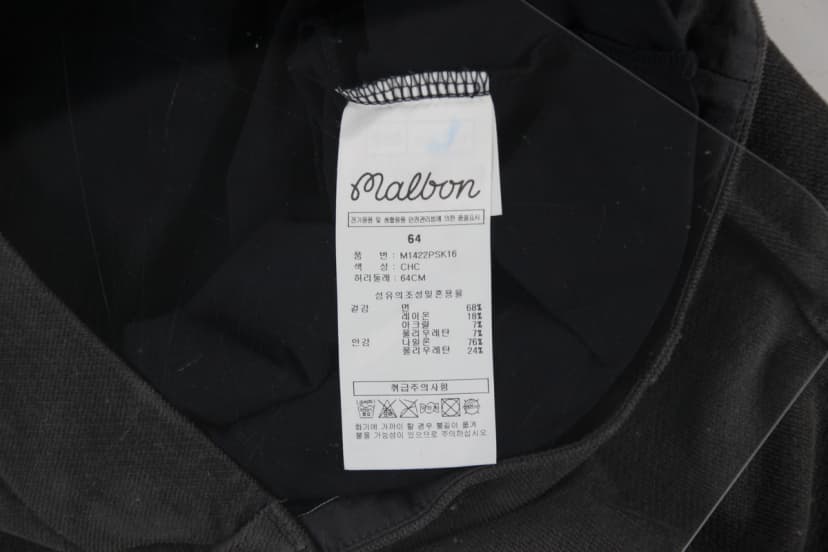 malbon
전기용품 및 생활용품 안전관리법에 의한 품질표시
64
품 번 : M1422PSK16
색 상 : CHC
허리둘레 : 64CM
섬유의조성및혼용율
겉감 면 68%
레이온 18%
아크릴 7%
폴리우레탄 7%
안감 나일론 76%
폴리우레탄 24%
취급주의사항
화기에 가까이 할 경우 불길이 옮겨
붙을 가능성이 있으므로 주의하십시오